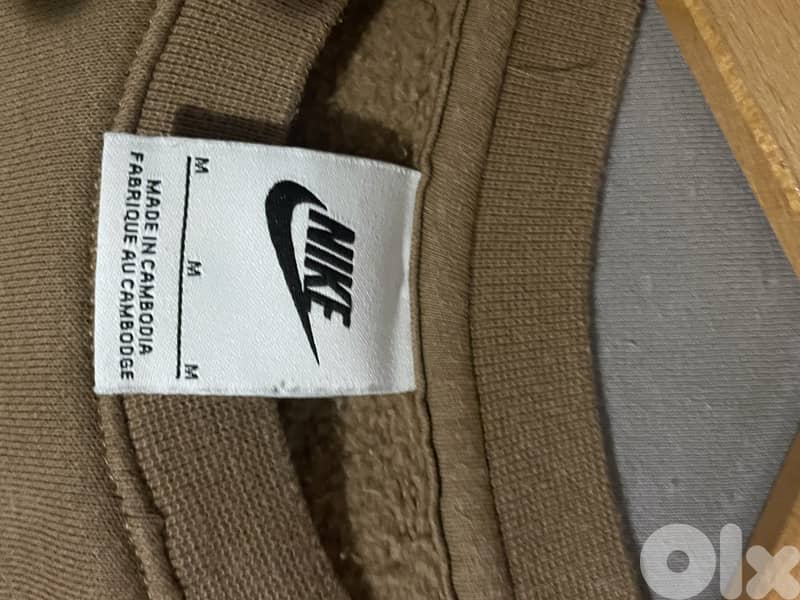 NIKE
M M M
MADE IN CAMBODIA
FABRIQUE AU CAMBODGE
Olx